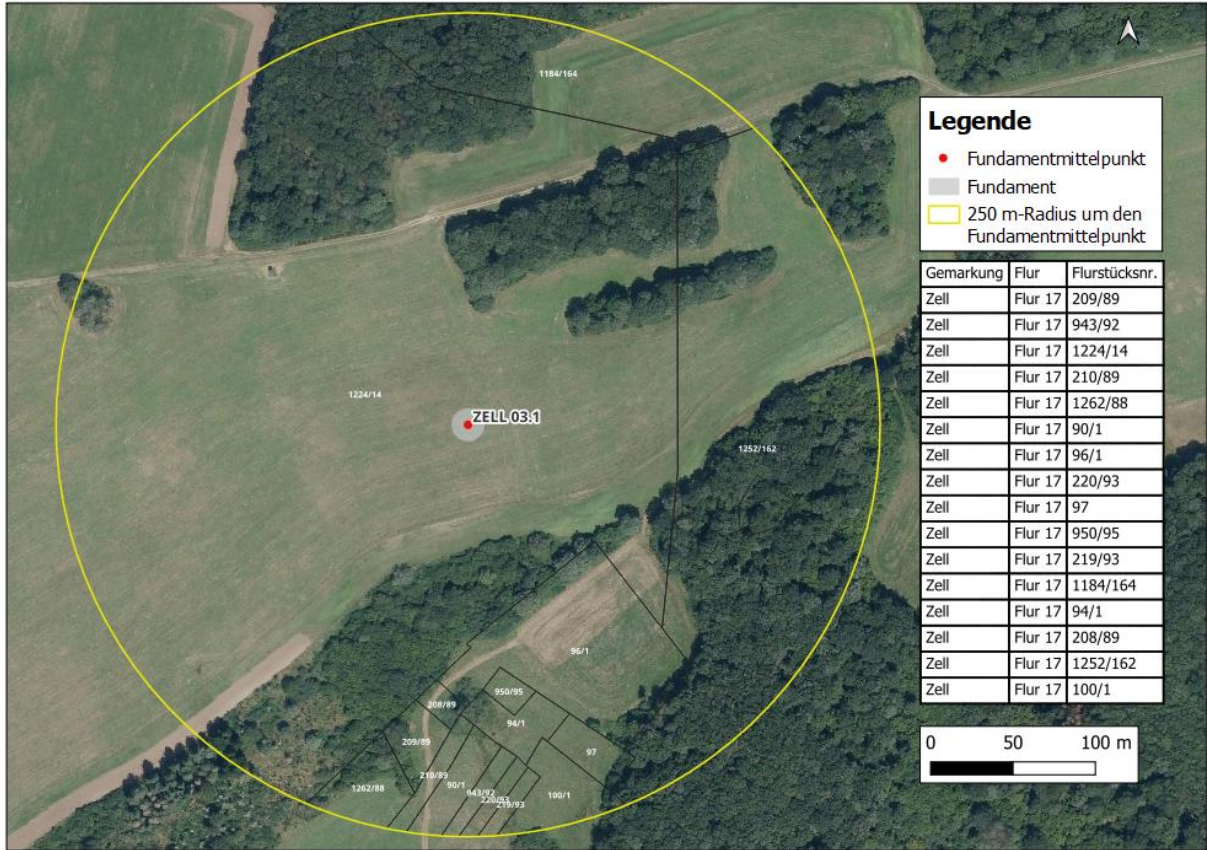 1184/164
1224/14
ZELL 03.1
1252/162
96/1
950/95
208/89
94/1
209/89
97
210/89
1262/88
90/1
943/92
220/93
219/93
100/1
Legende
Fundamentmittelpunkt
Fundament
250 m-Radius um den
Fundamentmittelpunkt
Gemarkung Flur Flurstücksnr.
Zell Flur 17 209/89
Zell Flur 17 943/92
Zell Flur 17 1224/14
Zell Flur 17 210/89
Zell Flur 17 1262/88
Zell Flur 17 90/1
Zell Flur 17 96/1
Zell Flur 17 220/93
Zell Flur 17 97
Zell Flur 17 950/95
Zell Flur 17 219/93
Zell Flur 17 1184/164
Zell Flur 17 94/1
Zell Flur 17 208/89
Zell Flur 17 1252/162
Zell Flur 17 100/1
0 50 100 m